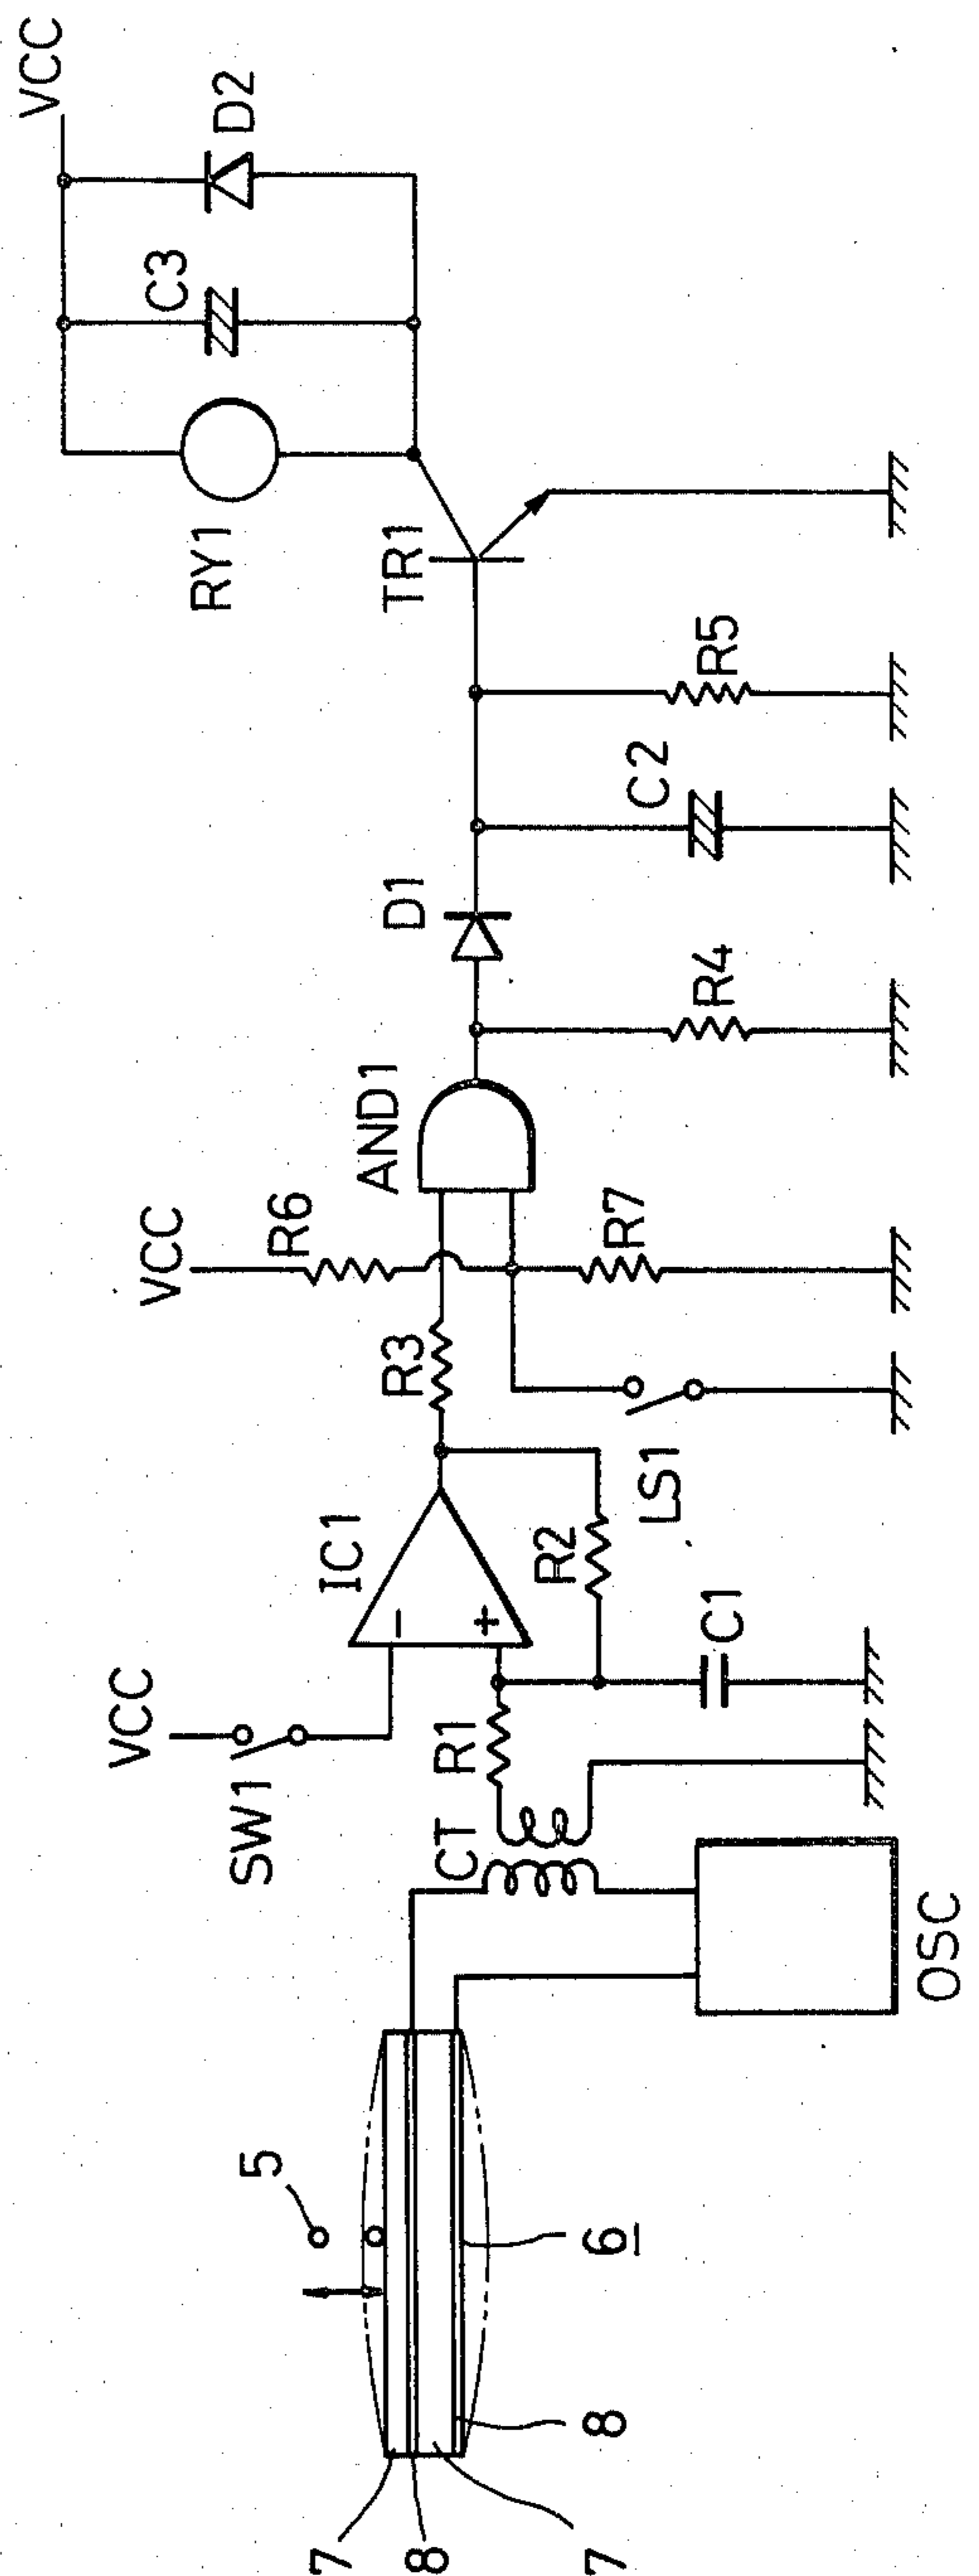 VCC
D2
C3
RY1
TR1
R5
C2
D1
R4
AND1
VCC
R6
R7
R3
LS1
IC1
−
+
R2
C1
VCC
SW1
R1
CT
OSC
5
6
8
7
8
7